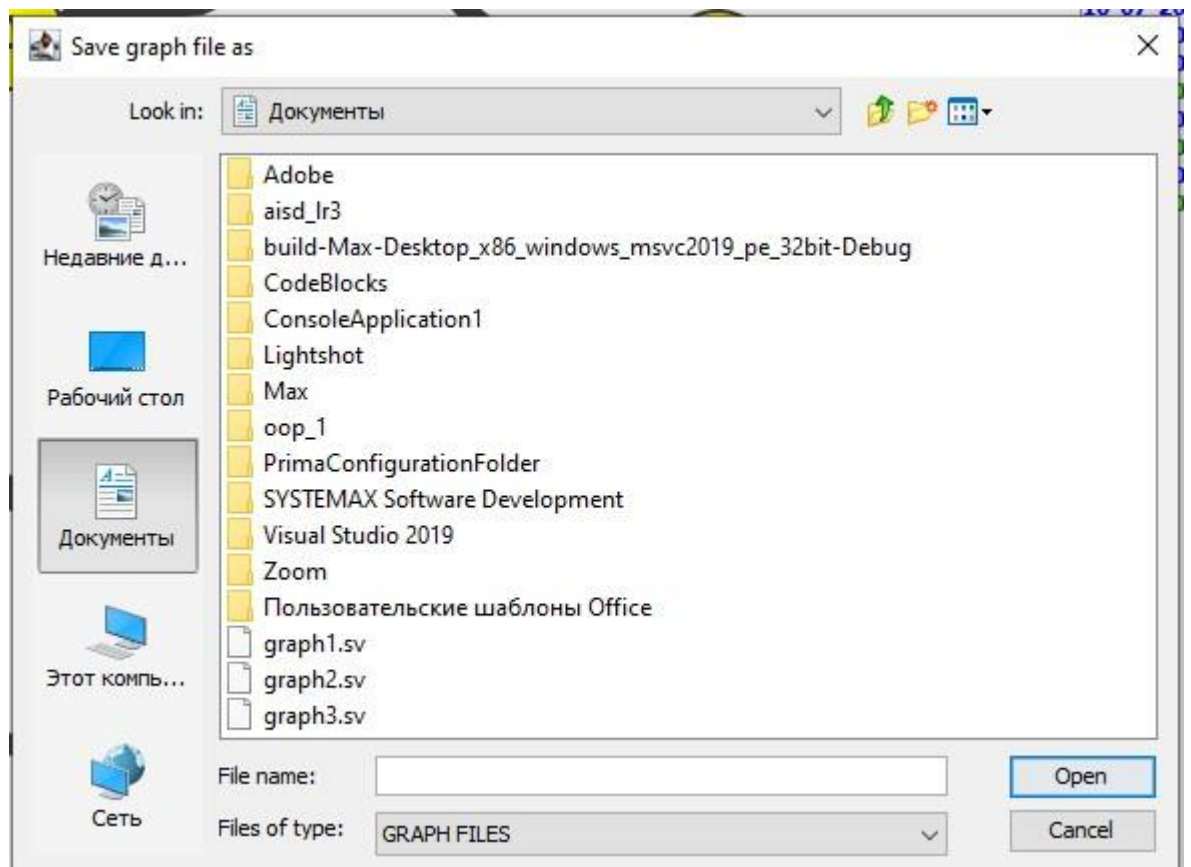 Save graph file as
Look in:
Документы
Недавние д...
Рабочий стол
Документы
Этот компь...
Сеть
Adobe
aisd_lr3
build-Max-Desktop_x86_windows_msvc2019_pe_32bit-Debug
CodeBlocks
ConsoleApplication1
Lightshot
Max
oop_1
PrimaConfigurationFolder
SYSTEMAX Software Development
Visual Studio 2019
Zoom
Пользовательские шаблоны Office
graph1.sv
graph2.sv
graph3.sv
File name:
Open
Files of type:
GRAPH FILES
Cancel